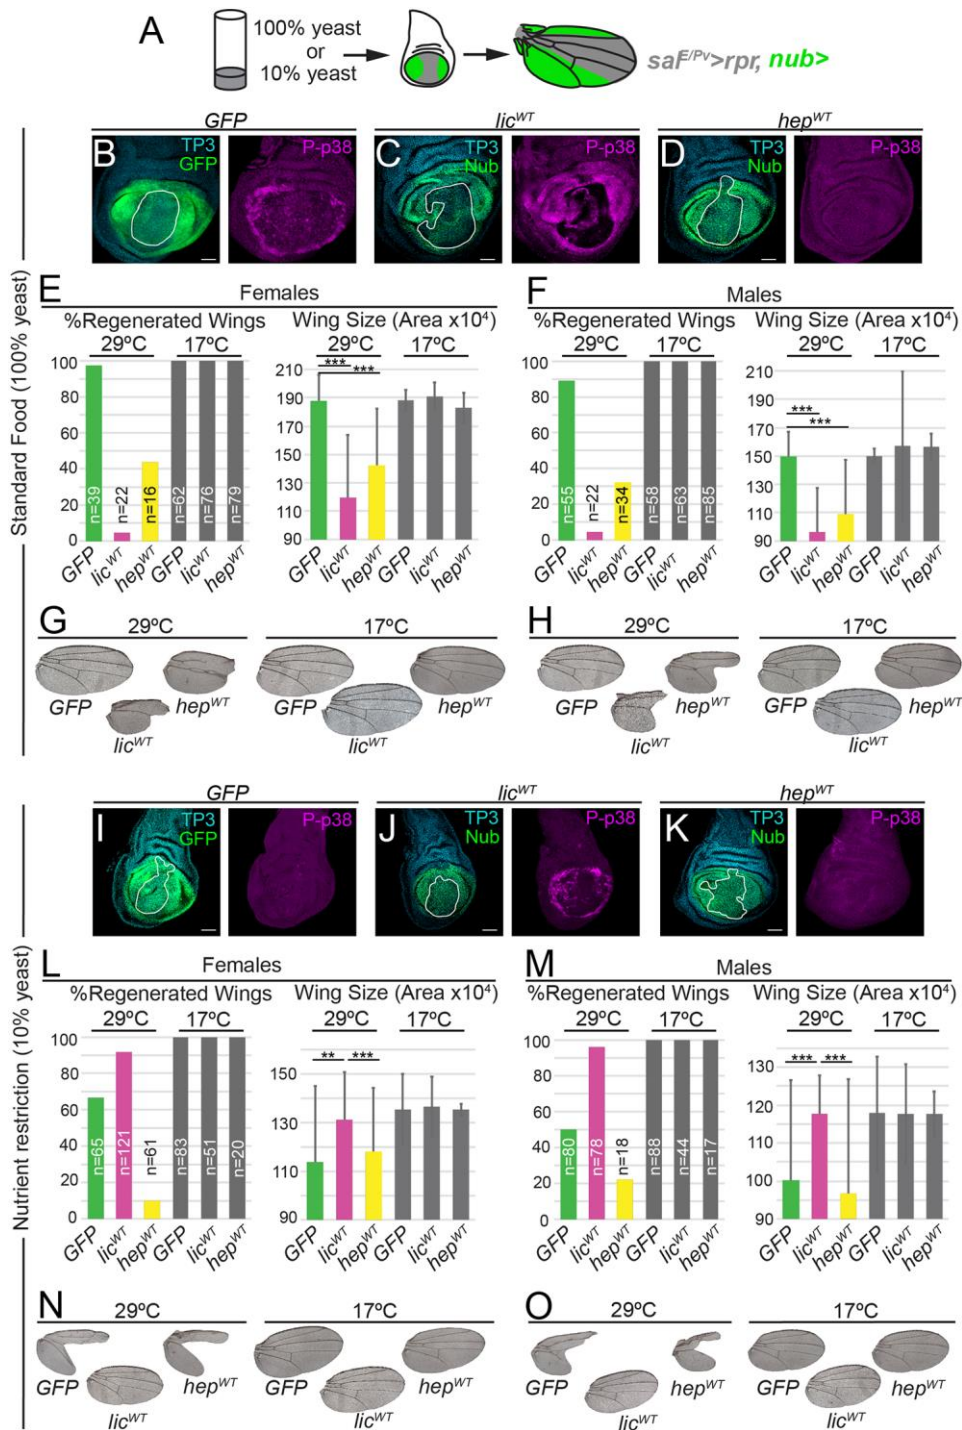 A
100% yeast
or
10% yeast
sal^E/Pv>rpr, nub>
Standard Food (100% yeast)
GFP lic^WT hep^WT
B TP3 GFP P-p38 C TP3 Nub P-p38 D TP3 Nub P-p38
E Females
%Regenerated Wings Wing Size (Area x10⁴)
29ºC 17ºC 29ºC 17ºC
100 80 60 40 20 0
n=39 n=22 n=16 n=62 n=76 n=79
GFP lic^WT hep^WT GFP lic^WT hep^WT
210 190 170 150 130 110 90
*** ***
GFP lic^WT hep^WT GFP lic^WT hep^WT
F Males
%Regenerated Wings Wing Size (Area x10⁴)
29ºC 17ºC 29ºC 17ºC
100 80 60 40 20 0
n=55 n=22 n=34 n=58 n=63 n=85
GFP lic^WT hep^WT GFP lic^WT hep^WT
210 190 170 150 130 110 90
*** ***
GFP lic^WT hep^WT GFP lic^WT hep^WT
G 29ºC 17ºC
GFP lic^WT hep^WT GFP lic^WT hep^WT
H 29ºC 17ºC
GFP lic^WT hep^WT GFP lic^WT hep^WT
Nutrient restriction (10% yeast)
GFP lic^WT hep^WT
I TP3 GFP P-p38 J TP3 Nub P-p38 K TP3 Nub P-p38
L Females
%Regenerated Wings Wing Size (Area x10⁴)
29ºC 17ºC 29ºC 17ºC
100 80 60 40 20 0
n=65 n=121 n=61 n=83 n=51 n=20
GFP lic^WT hep^WT GFP lic^WT hep^WT
150 130 110 90
** ***
GFP lic^WT hep^WT GFP lic^WT hep^WT
M Males
%Regenerated Wings Wing Size (Area x10⁴)
29ºC 17ºC 29ºC 17ºC
100 80 60 40 20 0
n=80 n=78 n=18 n=88 n=44 n=17
GFP lic^WT hep^WT GFP lic^WT hep^WT
130 120 110 100 90
*** ***
GFP lic^WT hep^WT GFP lic^WT hep^WT
N 29ºC 17ºC
GFP lic^WT hep^WT GFP lic^WT hep^WT
O 29ºC 17ºC
GFP lic^WT hep^WT GFP lic^WT hep^WT